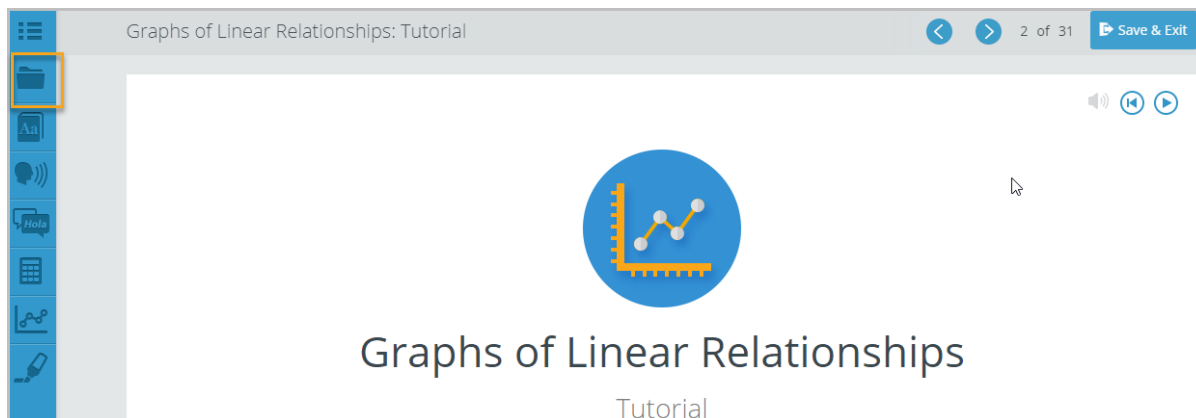 Graphs of Linear Relationships: Tutorial
2 of 31
Save & Exit
Aa
Hola
Graphs of Linear Relationships
Tutorial